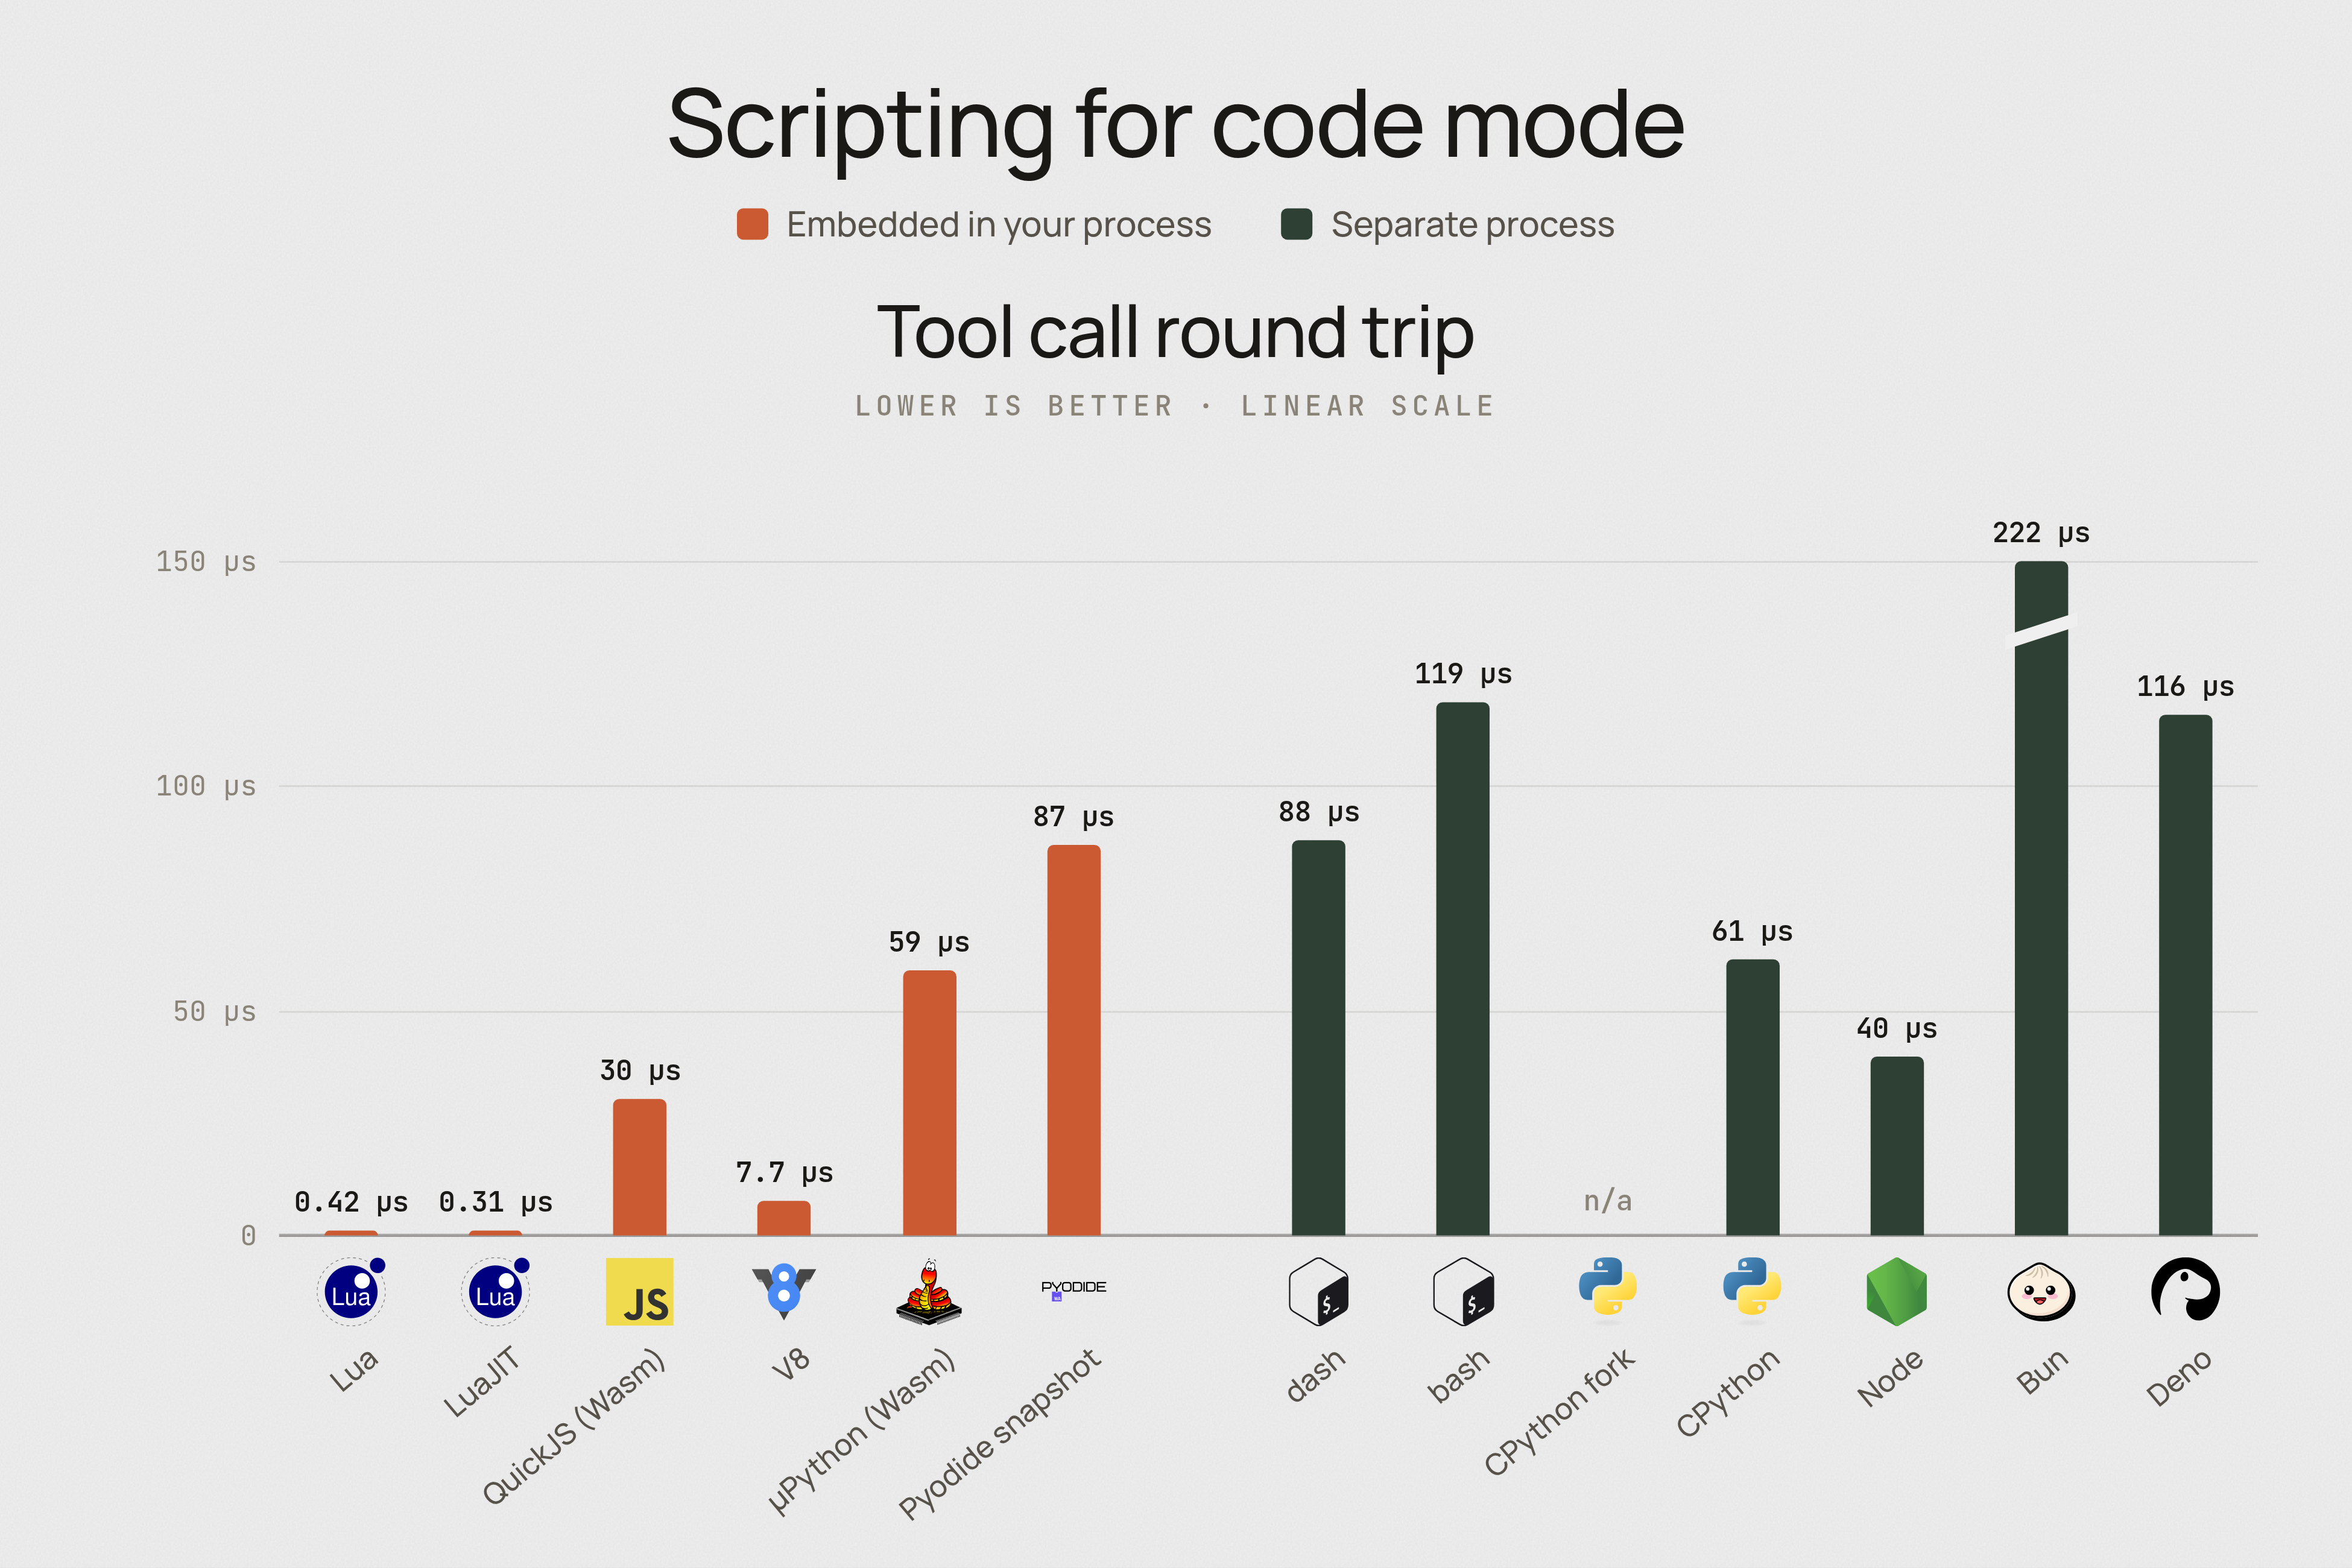 Scripting for code mode
Embedded in your process Separate process
Tool call round trip
LOWER IS BETTER · LINEAR SCALE
222 µs
150 µs
119 µs
116 µs
100 µs
87 µs
88 µs
59 µs
61 µs
50 µs
40 µs
30 µs
7.7 µs
0.42 µs
0.31 µs
n/a
0
Lua
Lua
JS
8
PYODIDE
$_
$_
Lua
LuaJIT
QuickJS (Wasm)
V8
µPython (Wasm)
Pyodide snapshot
dash
bash
CPython fork
CPython
Node
Bun
Deno